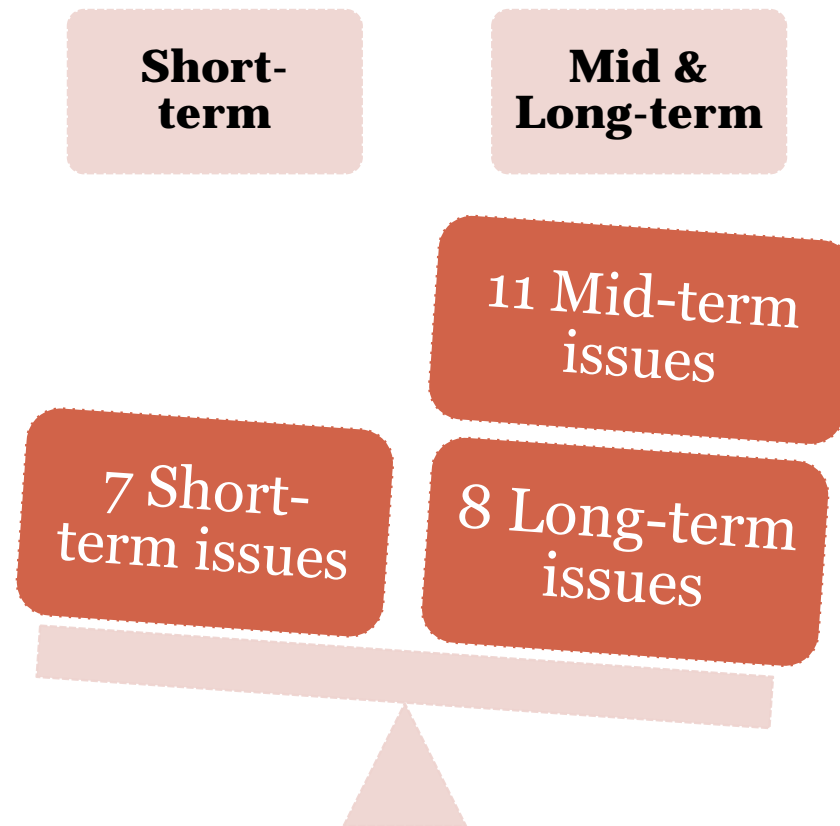 Short-
term
Mid &
Long-term
11 Mid-term
issues
7 Short-
term issues
8 Long-term
issues